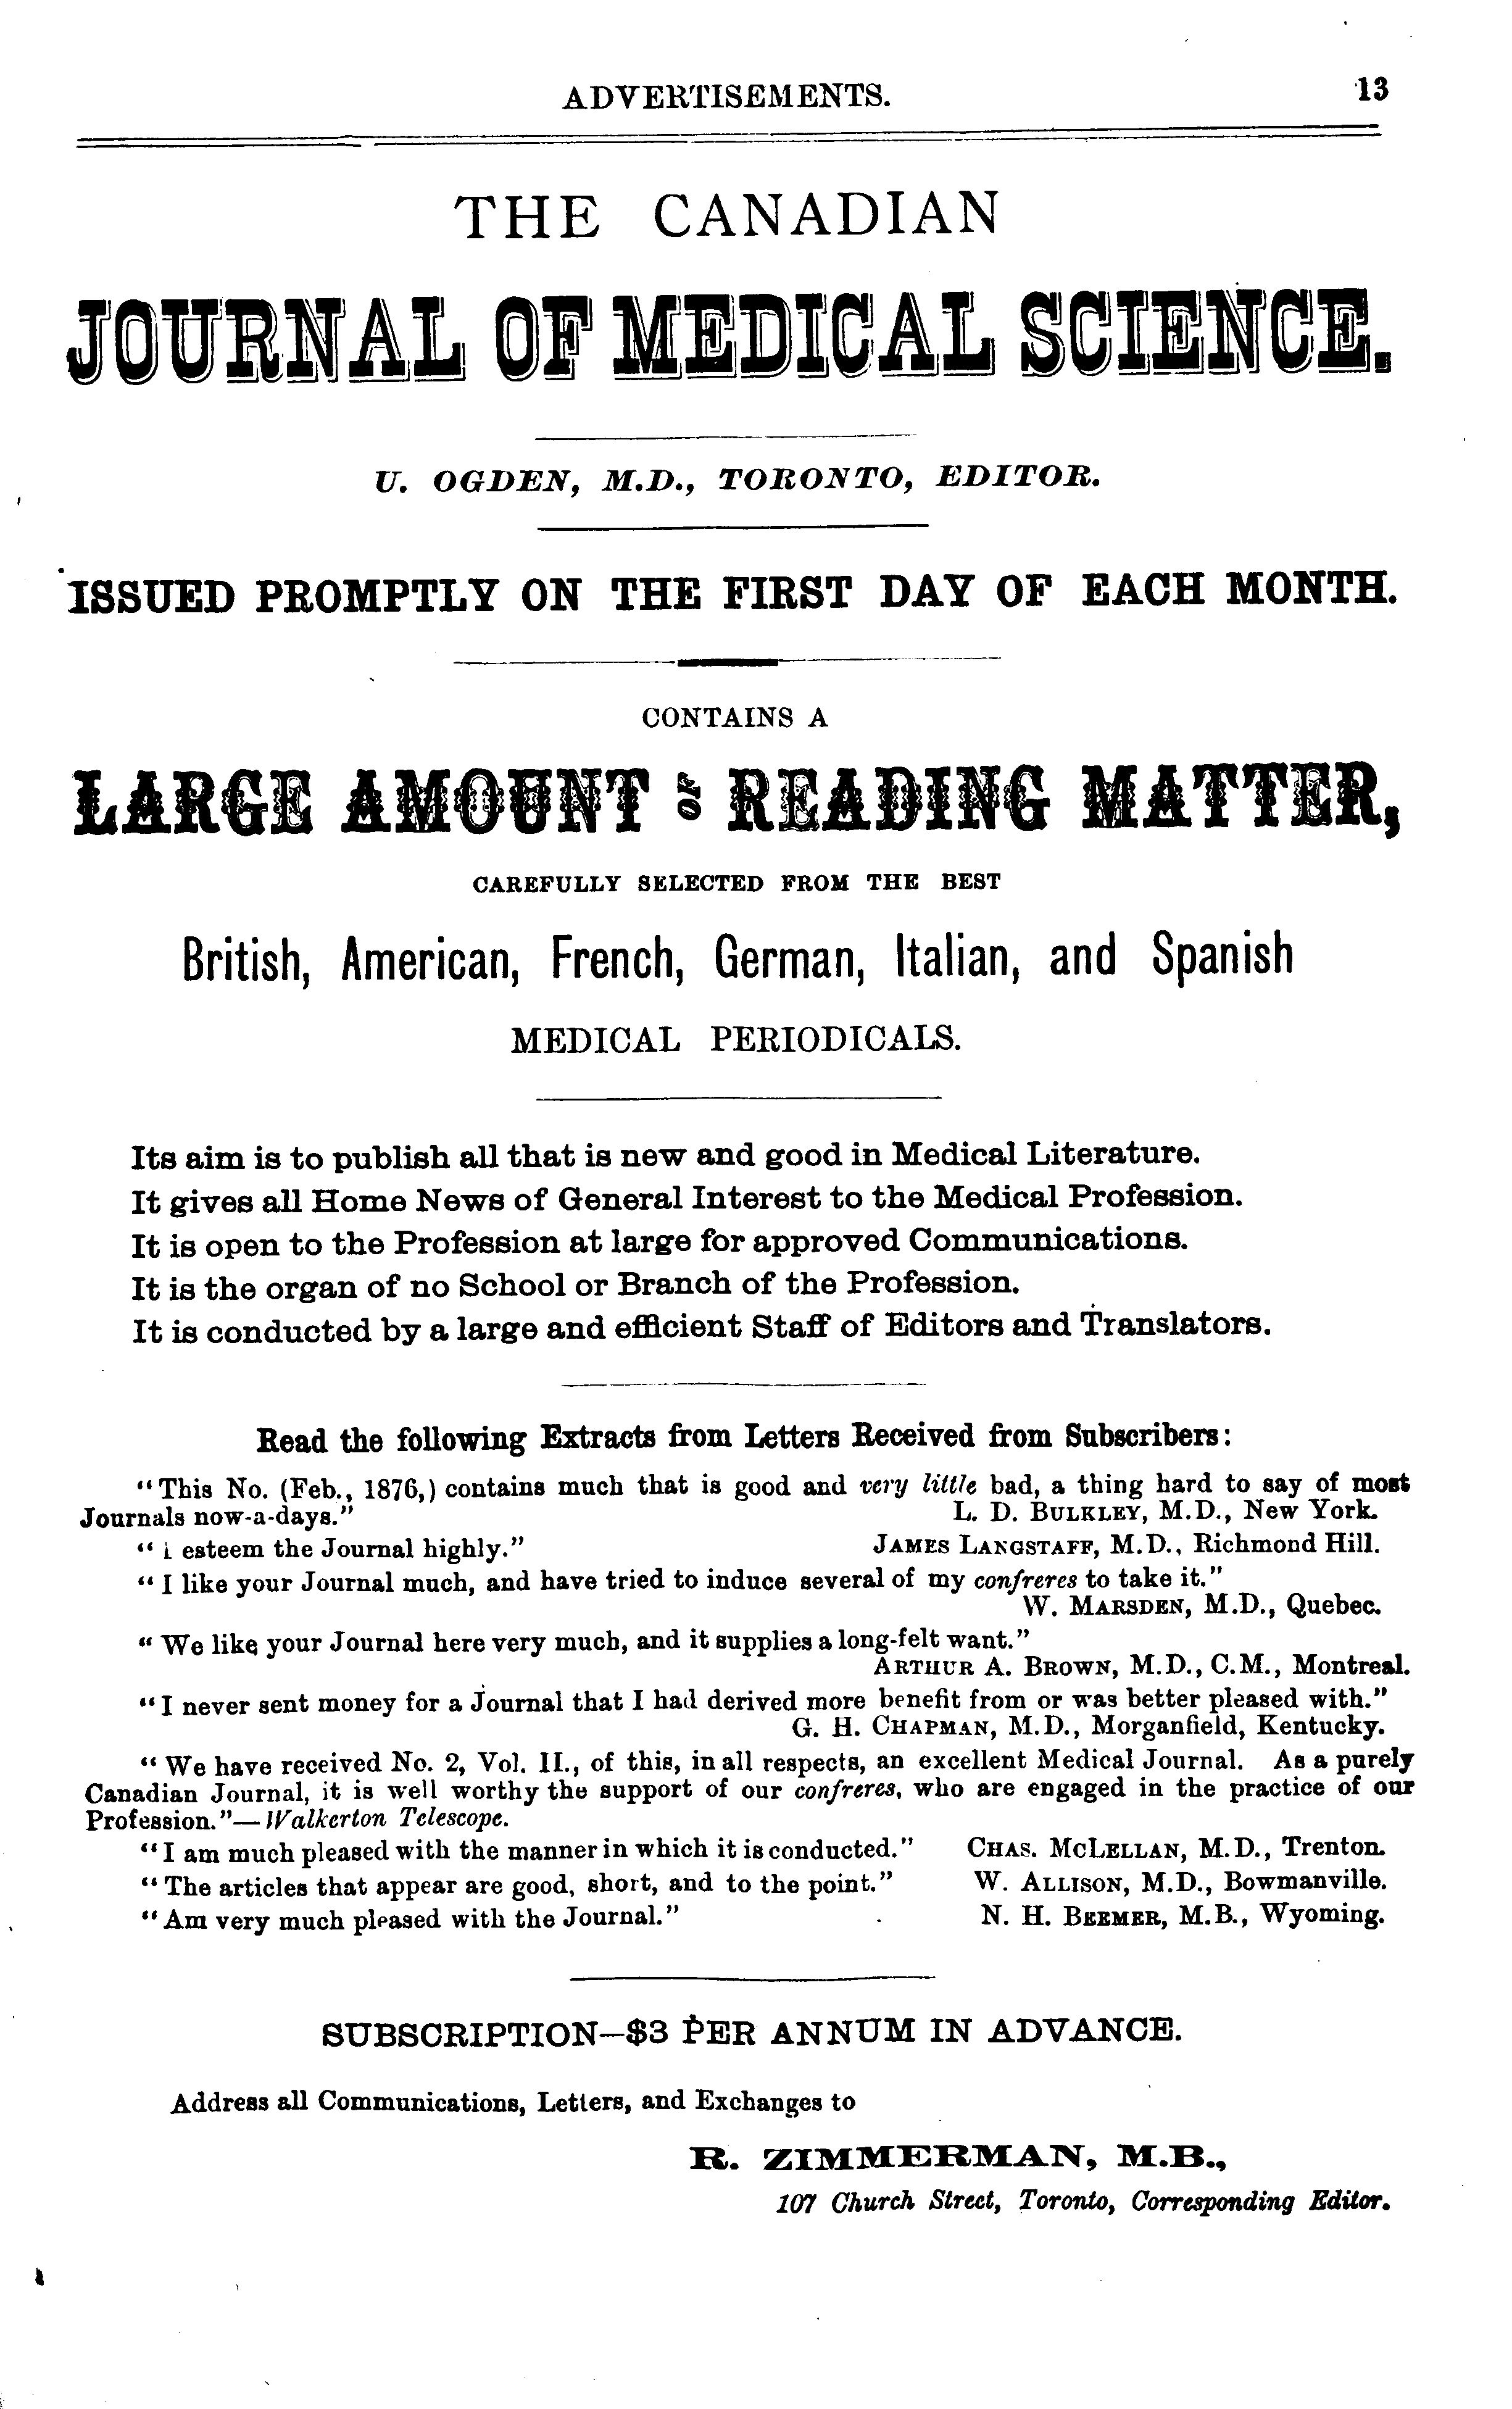 ADVERTISEMENTS. 13
THE CANADIAN
JOURNAL OF MEDICAL SCIENCE.
U. OGDEN, M.D., TORONTO, EDITOR.
ISSUED PROMPTLY ON THE FIRST DAY OF EACH MONTH.
CONTAINS A
LARGE AMOUNT OF READING MATTER,
CAREFULLY SELECTED FROM THE BEST
British, American, French, German, Italian, and Spanish
MEDICAL PERIODICALS.
Its aim is to publish all that is new and good in Medical Literature.
It gives all Home News of General Interest to the Medical Profession.
It is open to the Profession at large for approved Communications.
It is the organ of no School or Branch of the Profession.
It is conducted by a large and efficient Staff of Editors and Translators.
Read the following Extracts from Letters Received from Subscribers:
"This No. (Feb., 1876,) contains much that is good and very little bad, a thing hard to say of most
Journals now-a-days." L. D. BULKLEY, M.D., New York.
"I esteem the Journal highly." JAMES LANGSTAFF, M.D., Richmond Hill.
"I like your Journal much, and have tried to induce several of my confreres to take it."
W. MARSDEN, M.D., Quebec.
"We like your Journal here very much, and it supplies a long-felt want."
ARTHUR A. BROWN, M.D., C.M., Montreal.
"I never sent money for a Journal that I had derived more benefit from or was better pleased with."
G. H. CHAPMAN, M.D., Morganfield, Kentucky.
"We have received No. 2, Vol. II., of this, in all respects, an excellent Medical Journal. As a purely
Canadian Journal, it is well worthy the support of our confreres, who are engaged in the practice of our
Profession."—Walkerton Telescope.
"I am much pleased with the manner in which it is conducted." CHAS. MCLELLAN, M.D., Trenton.
"The articles that appear are good, short, and to the point." W. ALLISON, M.D., Bowmanville.
"Am very much pleased with the Journal." N. H. BEEMER, M.B., Wyoming.
SUBSCRIPTION—$3 PER ANNUM IN ADVANCE.
Address all Communications, Letters, and Exchanges to
R. ZIMMERMAN, M.B.,
107 Church Street, Toronto, Corresponding Editor.